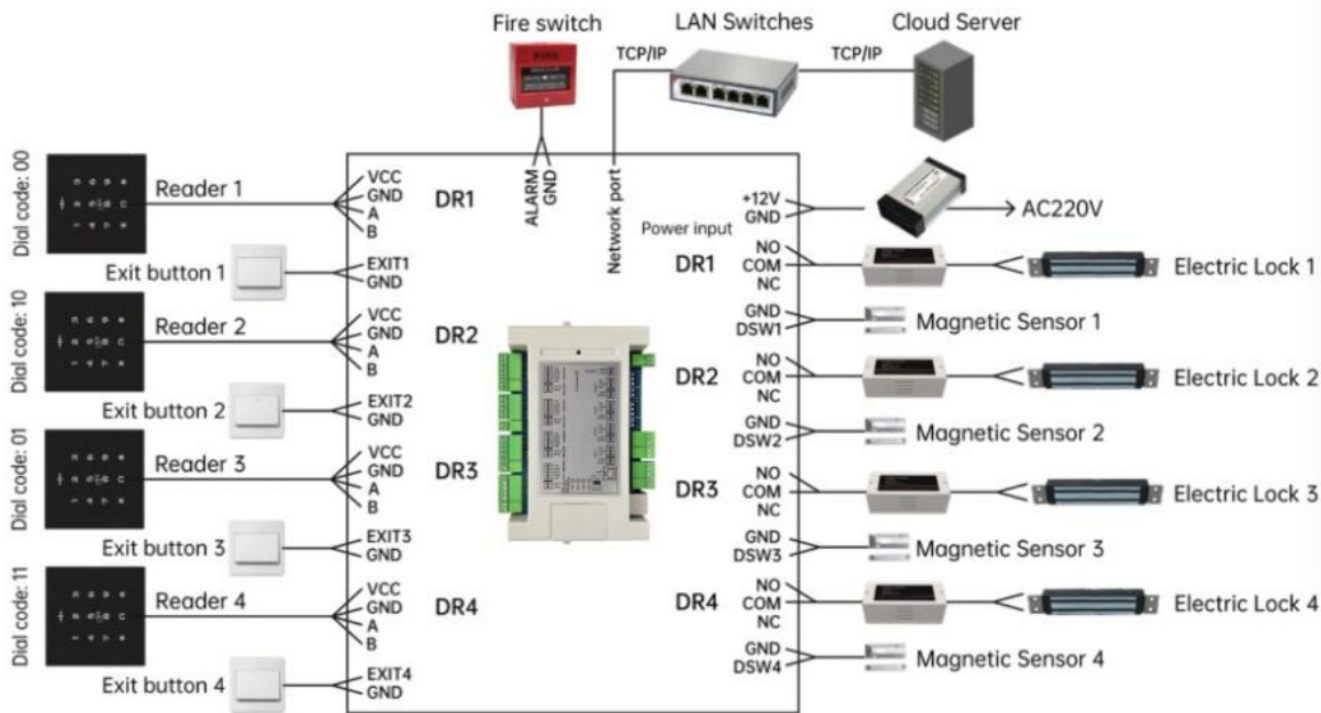 Fire switch
LAN Switches
Cloud Server
TCP/IP
TCP/IP
ALARM
GND
Network port
Dial code: 00
Reader 1
VCC
GND
A
B
DR1
Exit button 1
EXIT1
GND
Dial code: 10
Reader 2
VCC
GND
A
B
DR2
Exit button 2
EXIT2
GND
Dial code: 01
Reader 3
VCC
GND
A
B
DR3
Exit button 3
EXIT3
GND
Dial code: 11
Reader 4
VCC
GND
A
B
DR4
Exit button 4
EXIT4
GND
Power input
+12V
GND
AC220V
DR1
NO
COM
NC
Electric Lock 1
GND
DSW1
Magnetic Sensor 1
DR2
NO
COM
NC
Electric Lock 2
GND
DSW2
Magnetic Sensor 2
DR3
NO
COM
NC
Electric Lock 3
GND
DSW3
Magnetic Sensor 3
DR4
NO
COM
NC
Electric Lock 4
GND
DSW4
Magnetic Sensor 4